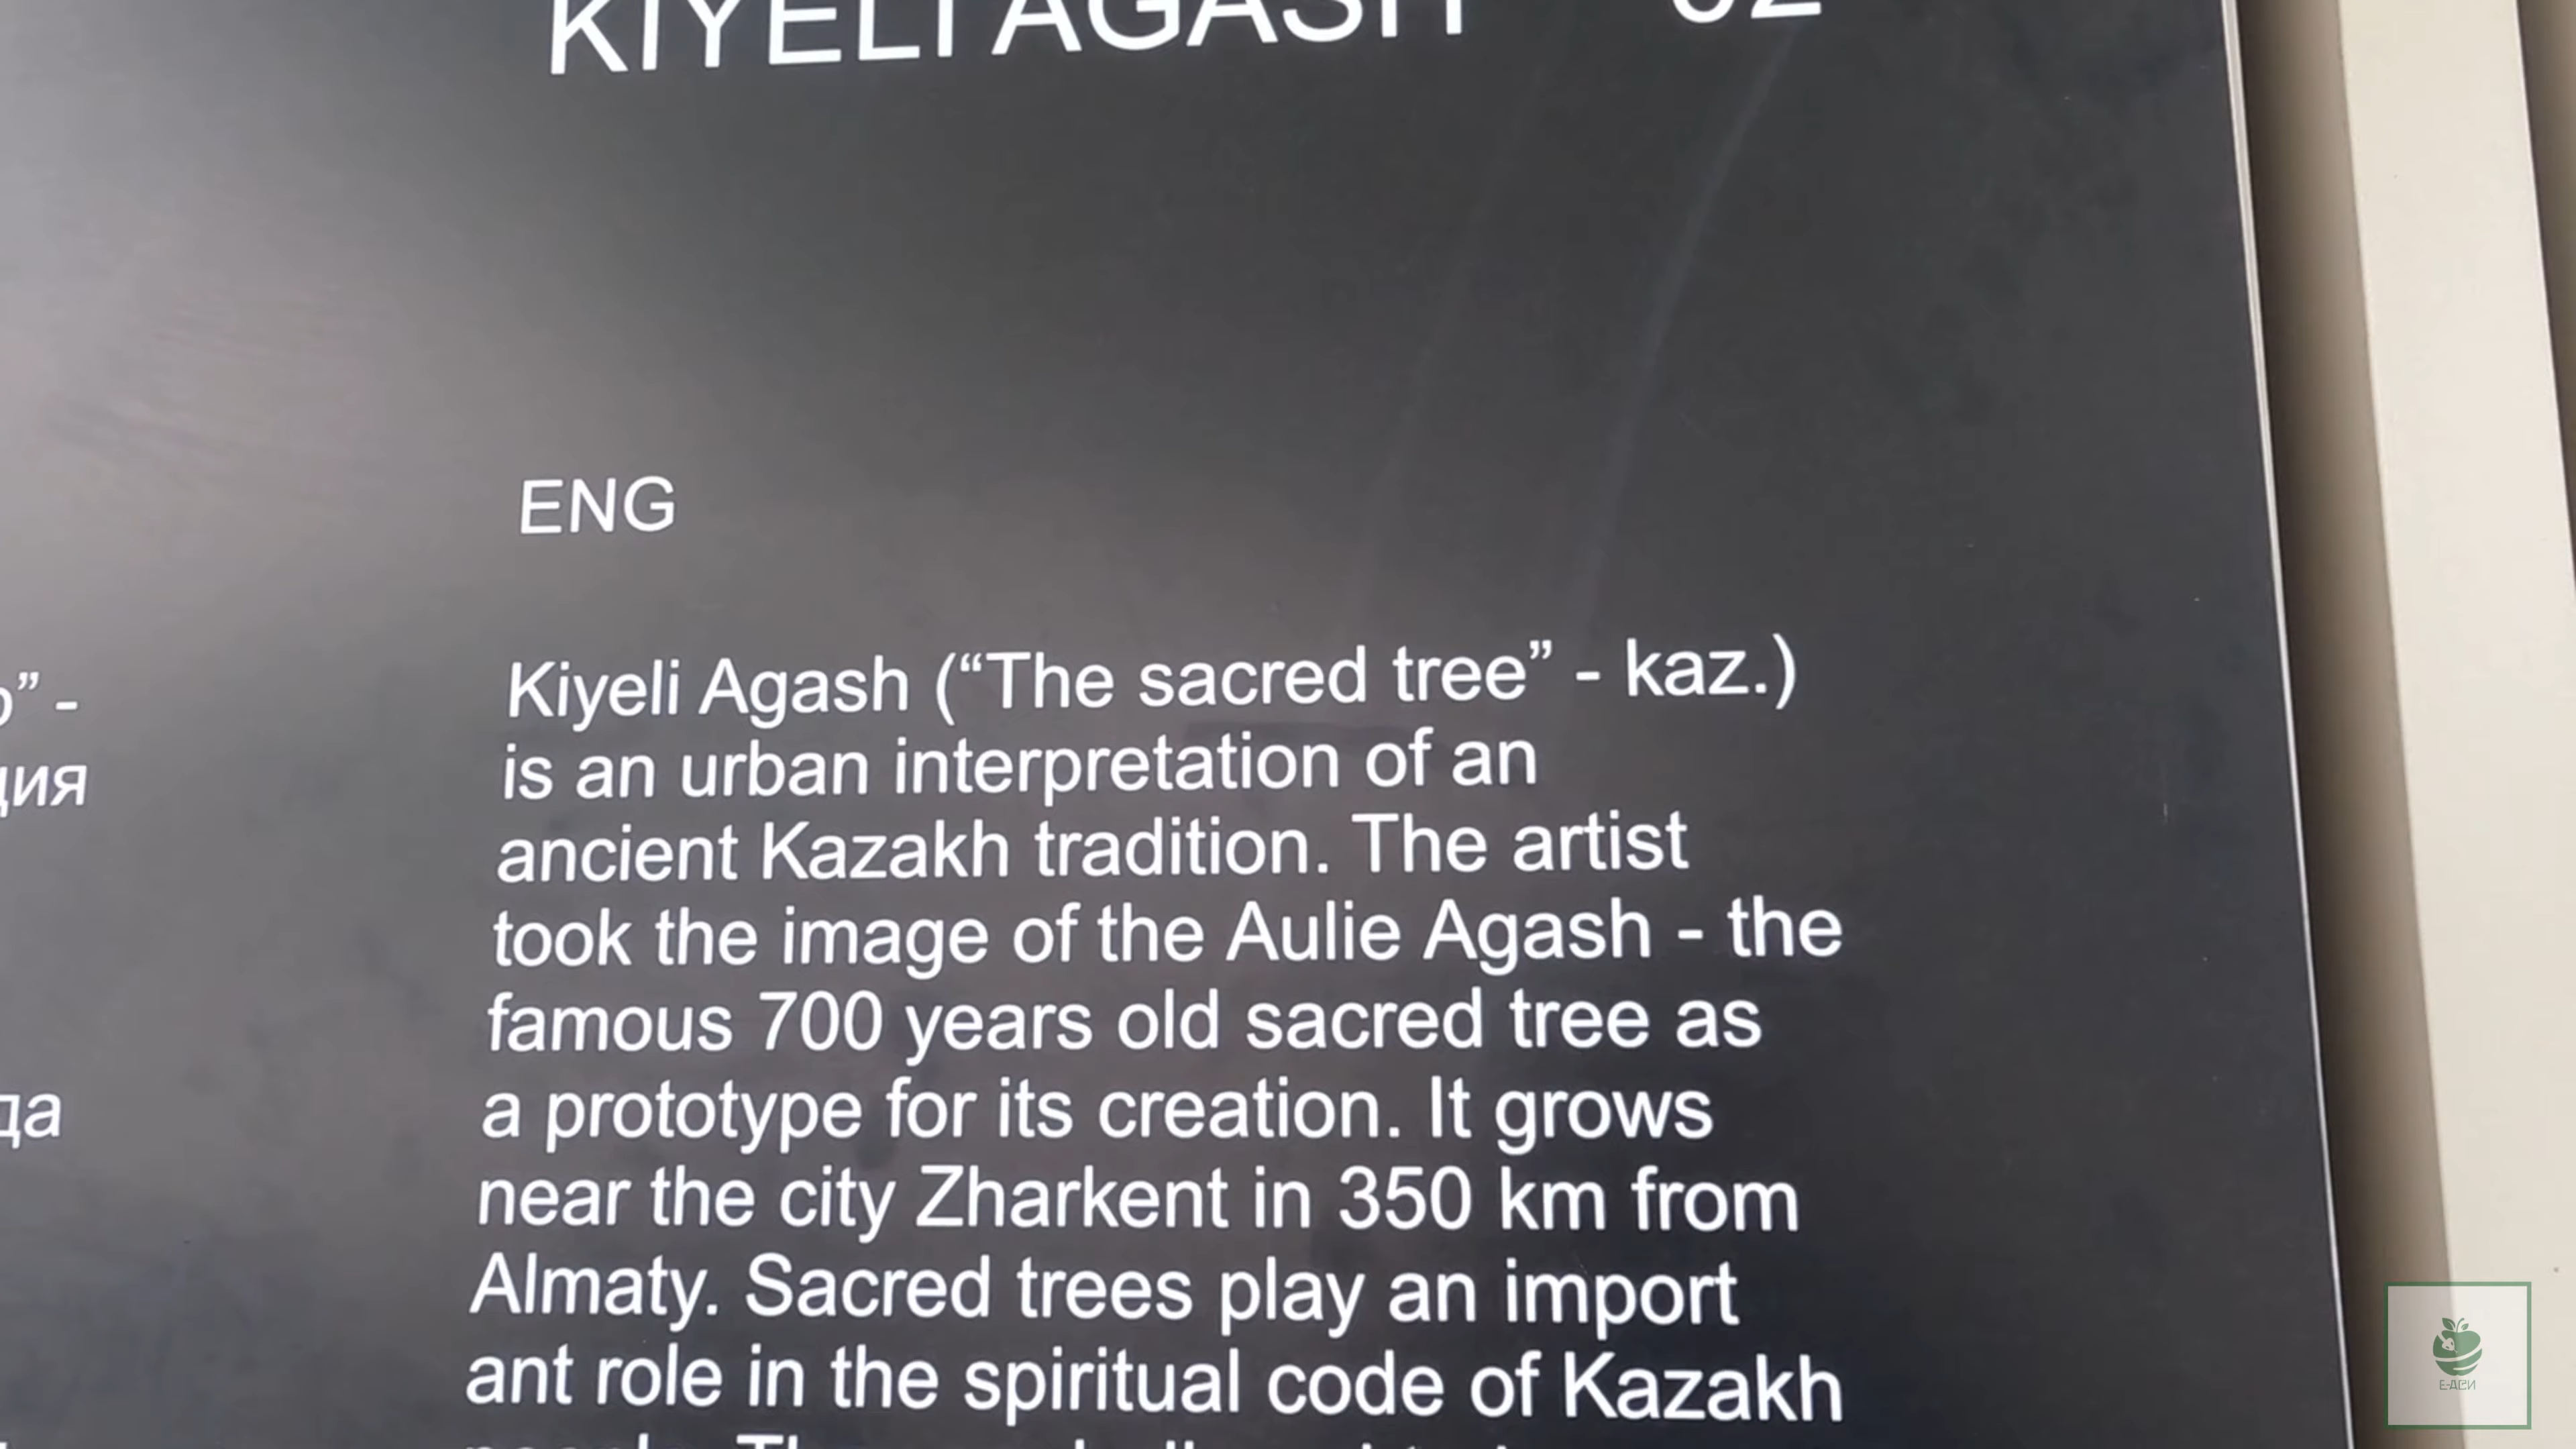 KIYELI AGASH
ENG
Kiyeli Agash (“The sacred tree” - kaz.)
is an urban interpretation of an
ancient Kazakh tradition. The artist
took the image of the Aulie Agash - the
famous 700 years old sacred tree as
a prototype for its creation. It grows
near the city Zharkent in 350 km from
Almaty. Sacred trees play an import
ant role in the spiritual code of Kazakh